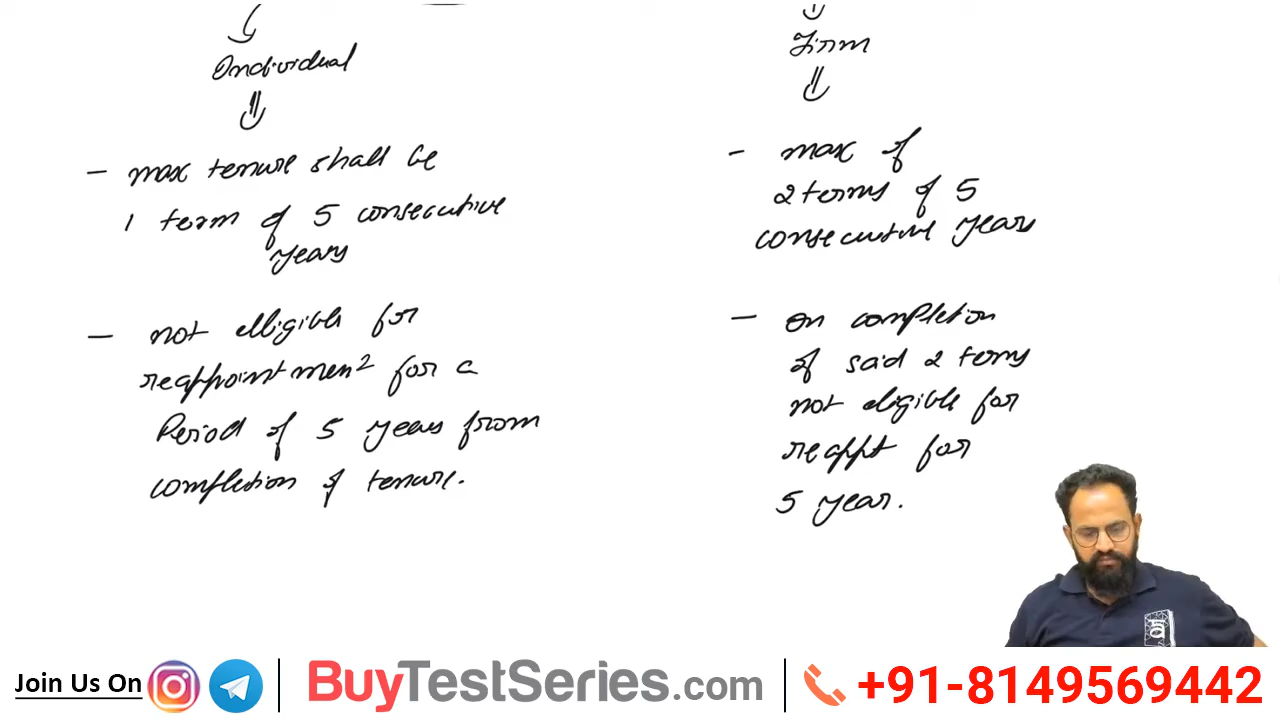 Individual
- max tenure shall be
1 term of 5 consecutive
years
- not elligible for
reappointment for a
Period of 5 years from
completion of tenure.
Firm
- max of
2 terms of 5
consecutive years
- on completion
of said 2 terms
not eligible for
reappt for
5 year.
Join Us On
BuyTestSeries.com
+91-8149569442